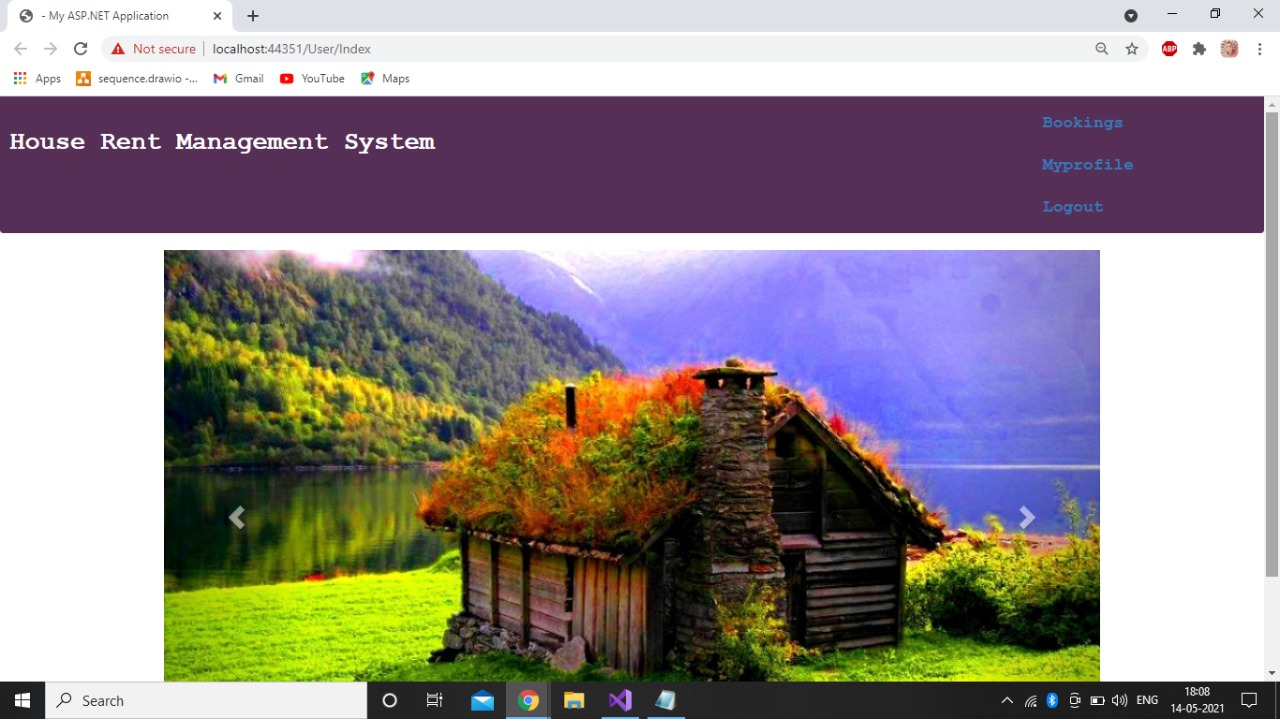 - My ASP.NET Application
Not secure
localhost:44351/User/Index
ABP
Apps
sequence.drawio -...
Gmail
YouTube
Maps
House Rent Management System
Bookings
Myprofile
Logout
Search
ENG
18:08
14-05-2021